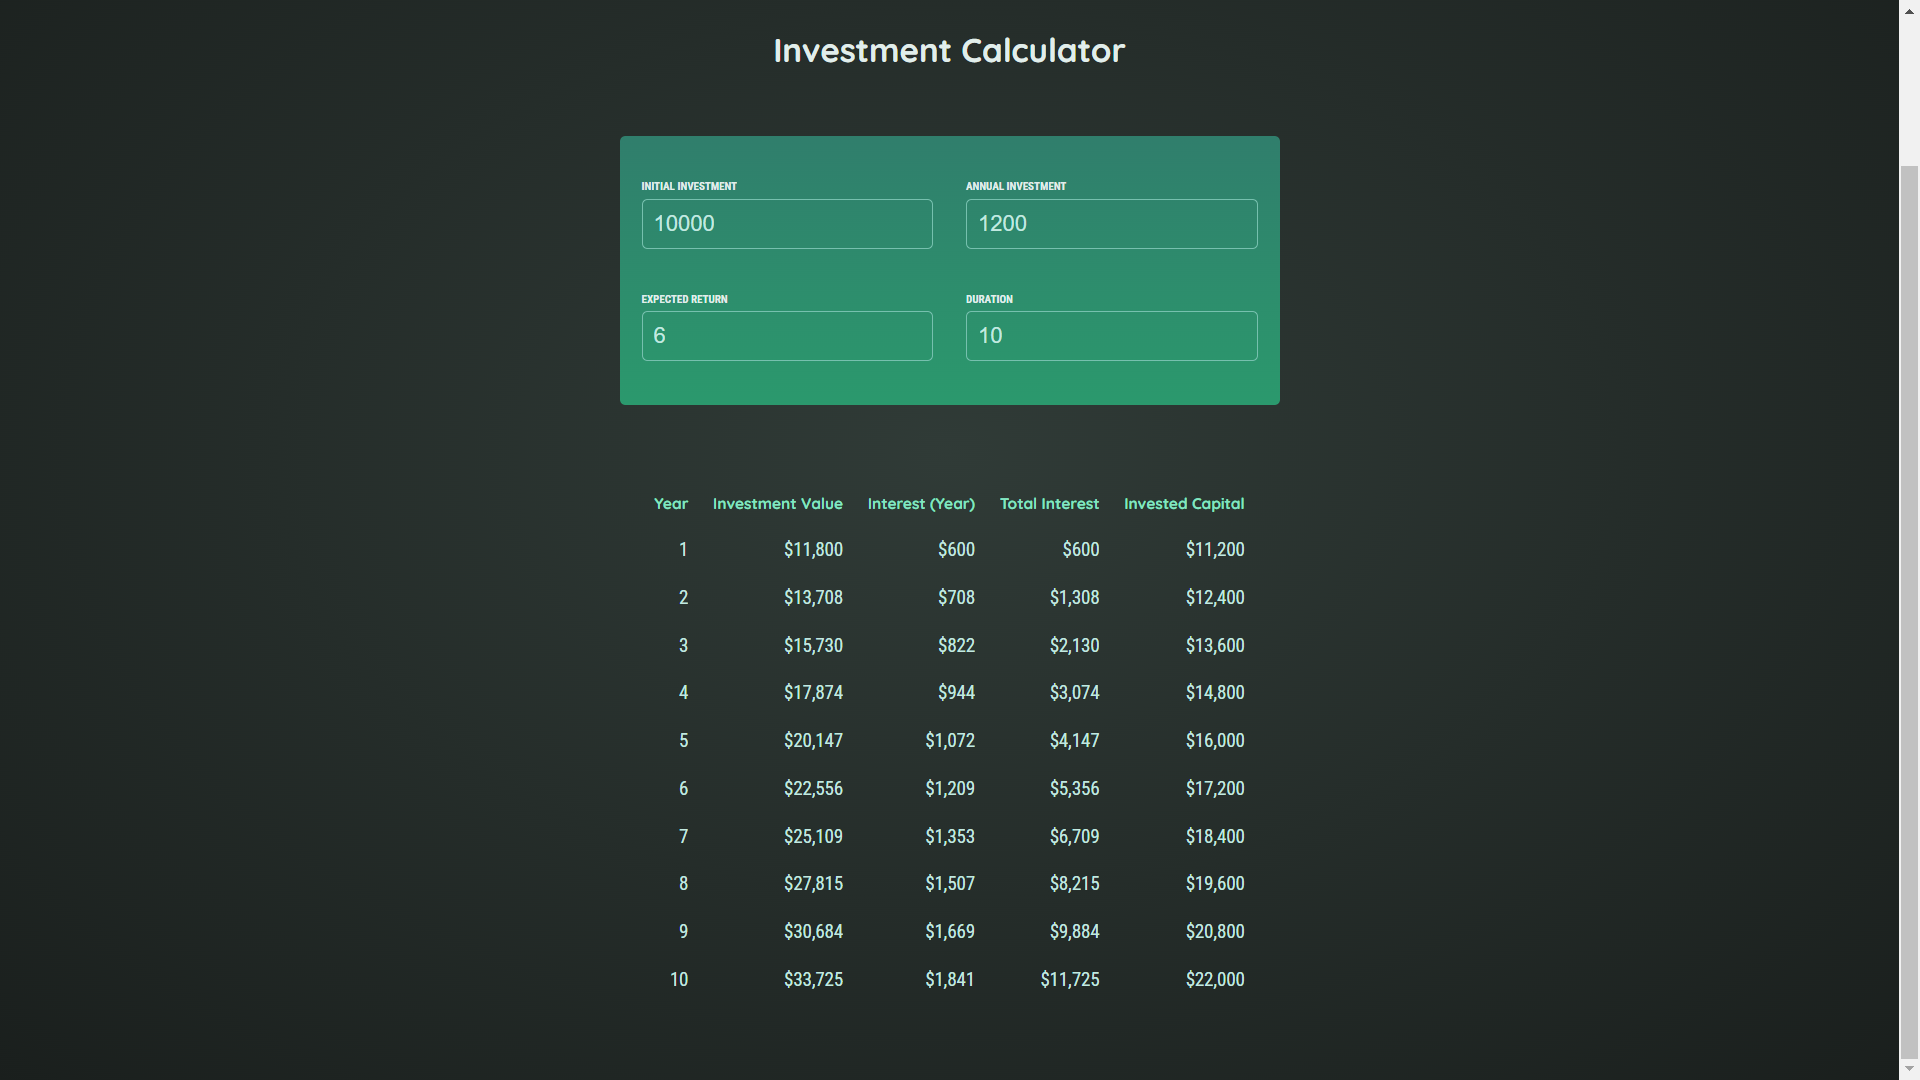 Investment Calculator
INITIAL INVESTMENT ANNUAL INVESTMENT
10000 1200
EXPECTED RETURN DURATION
6 10
Year Investment Value Interest (Year) Total Interest Invested Capital
1 $11,800 $600 $600 $11,200
2 $13,708 $708 $1,308 $12,400
3 $15,730 $822 $2,130 $13,600
4 $17,874 $944 $3,074 $14,800
5 $20,147 $1,072 $4,147 $16,000
6 $22,556 $1,209 $5,356 $17,200
7 $25,109 $1,353 $6,709 $18,400
8 $27,815 $1,507 $8,215 $19,600
9 $30,684 $1,669 $9,884 $20,800
10 $33,725 $1,841 $11,725 $22,000